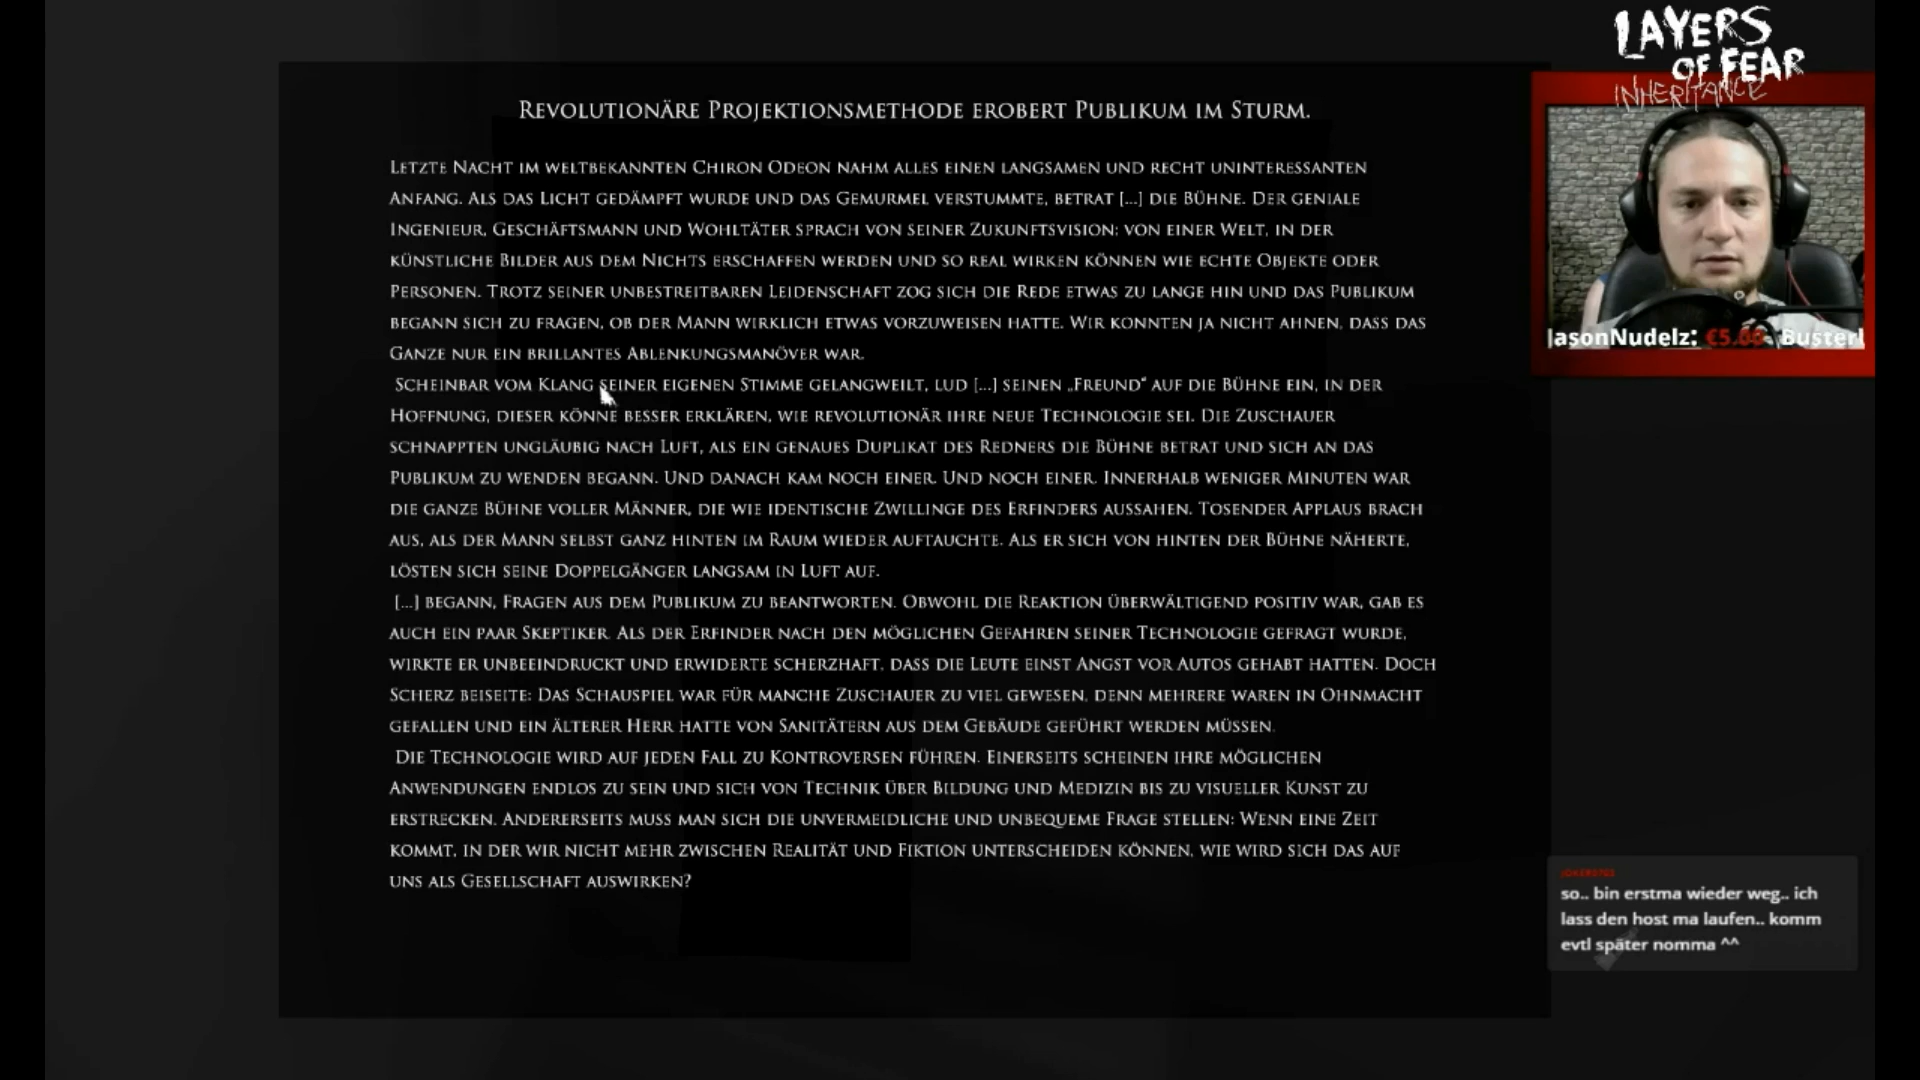 LAYERS
OF FEAR
INHERITANCE
Revolutionäre Projektionsmethode erobert Publikum im Sturm.
Letzte Nacht im weltbekannten Chiron Odeon nahm alles einen langsamen und recht uninteressanten
Anfang. Als das Licht gedämpft wurde und das Gemurmel verstummte, betrat [...] die Bühne. Der geniale
Ingenieur, Geschäftsmann und Wohltäter sprach von seiner Zukunftsvision: von einer Welt, in der
künstliche Bilder aus dem Nichts erschaffen werden und so real wirken können wie echte Objekte oder
Personen. Trotz seiner unbestreitbaren Leidenschaft zog sich die Rede etwas zu lange hin und das Publikum
begann sich zu fragen, ob der Mann wirklich etwas vorzuweisen hatte. Wir konnten ja nicht ahnen, dass das
Ganze nur ein brillantes Ablenkungsmanöver war.
Scheinbar vom Klang seiner eigenen Stimme gelangweilt, lud [...] seinen „Freund“ auf die Bühne ein, in der
Hoffnung, dieser könne besser erklären, wie revolutionär ihre neue Technologie sei. Die Zuschauer
schnappten ungläubig nach Luft, als ein genaues Duplikat des Redners die Bühne betrat und sich an das
Publikum zu wenden begann. Und danach kam noch einer. Und noch einer. Innerhalb weniger Minuten war
die ganze Bühne voller Männer, die wie identische Zwillinge des Erfinders aussahen. Tosender Applaus brach
aus, als der Mann selbst ganz hinten im Raum wieder auftauchte. Als er sich von hinten der Bühne näherte,
lösten sich seine Doppelgänger langsam in Luft auf.
[...] begann, Fragen aus dem Publikum zu beantworten. Obwohl die Reaktion überwältigend positiv war, gab es
auch ein paar Skeptiker. Als der Erfinder nach den möglichen Gefahren seiner Technologie gefragt wurde,
wirkte er unbeeindruckt und erwiderte scherzhaft, dass die Leute einst Angst vor Autos gehabt hatten. Doch
Scherz beiseite: Das Schauspiel war für manche Zuschauer zu viel gewesen, denn mehrere waren in Ohnmacht
gefallen und ein älterer Herr hatte von Sanitätern aus dem Gebäude geführt werden müssen.
Die Technologie wird auf jeden Fall zu Kontroversen führen. Einerseits scheinen ihre möglichen
Anwendungen endlos zu sein und sich von Technik über Bildung und Medizin bis zu visueller Kunst zu
erstrecken. Andererseits muss man sich die unvermeidliche und unbequeme Frage stellen: Wenn eine Zeit
kommt, in der wir nicht mehr zwischen Realität und Fiktion unterscheiden können, wie wird sich das auf
uns als Gesellschaft auswirken?
JasonNudelz: €5.00
so.. bin erstma wieder weg.. ich
lass den host ma laufen.. komm
evtl später nomma ^^